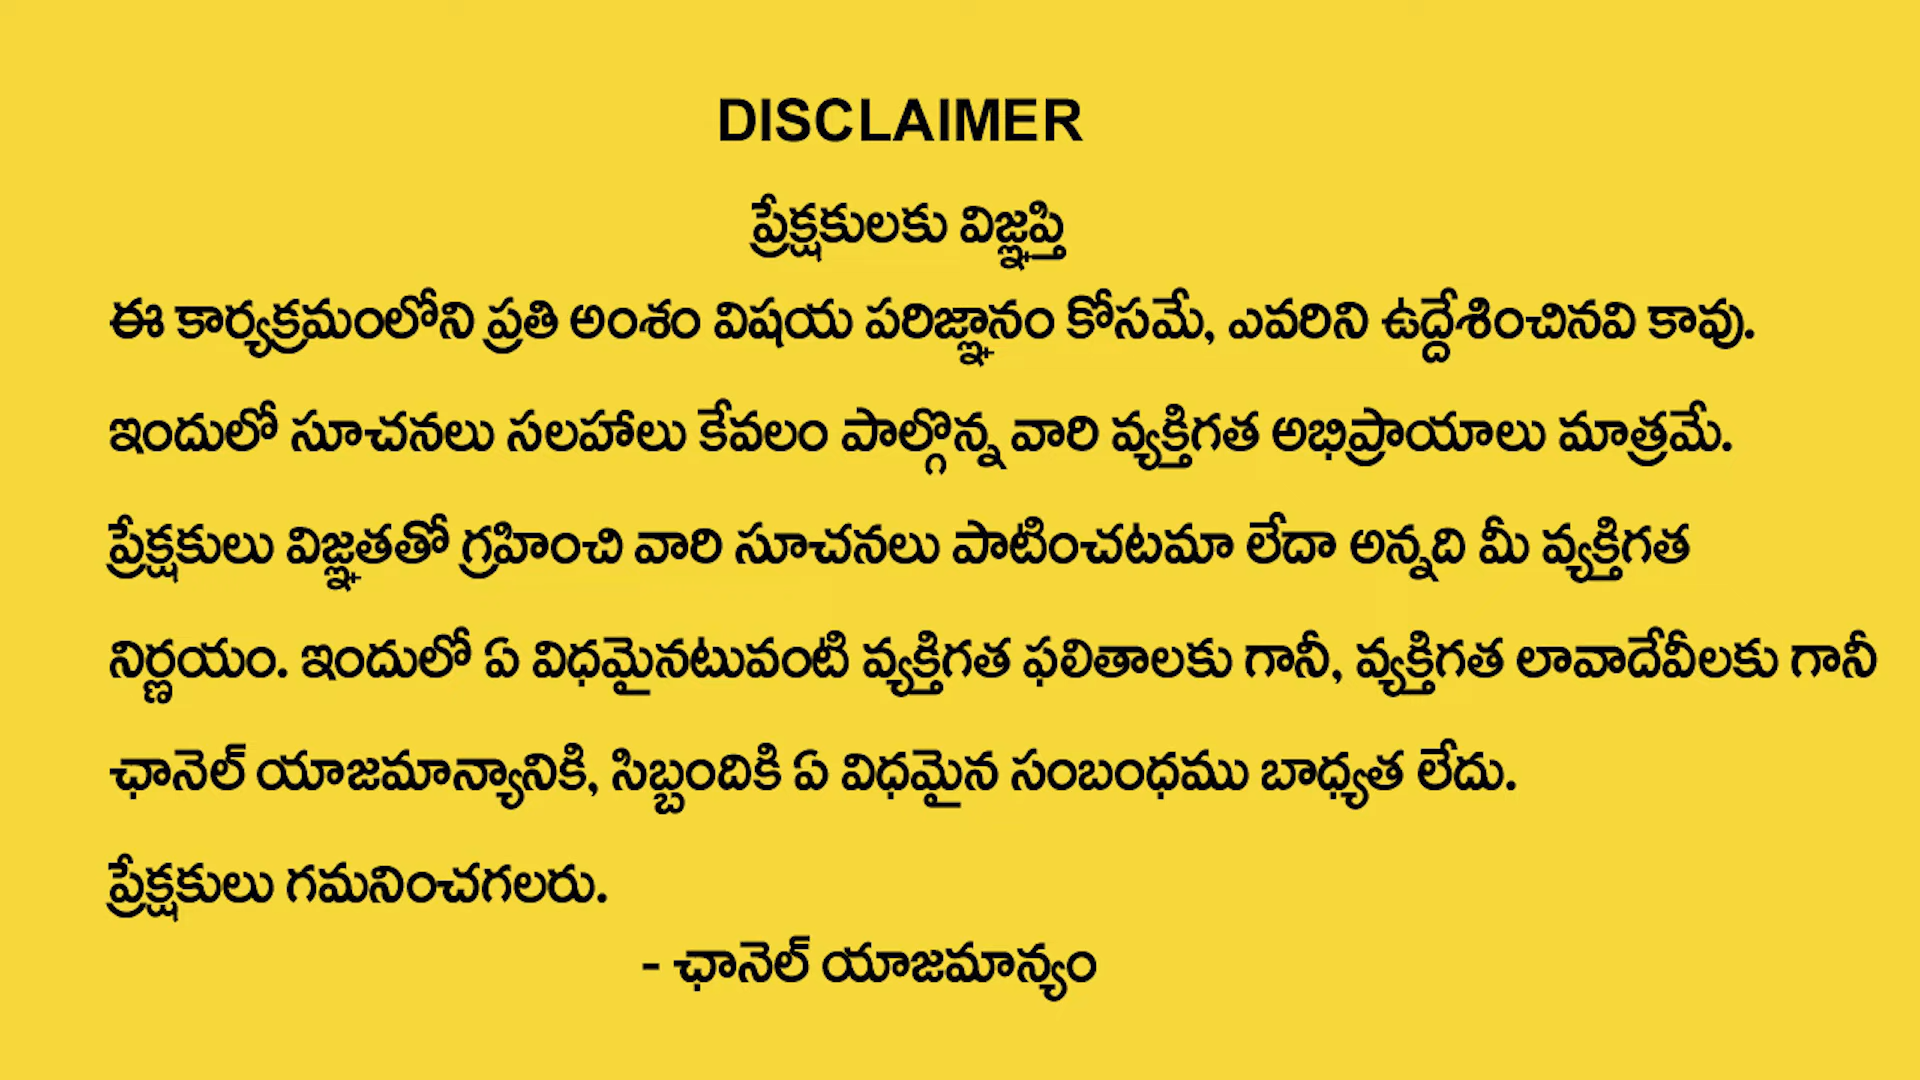 DISCLAIMER
ప్రేక్షకులకు విజ్ఞప్తి
ఈ కార్యక్రమంలోని ప్రతి అంశం విషయ పరిజ్ఞానం కోసమే, ఎవరిని ఉద్దేశించినవి కావు.
ఇందులో సూచనలు సలహాలు కేవలం పాల్గొన్న వారి వ్యక్తిగత అభిప్రాయాలు మాత్రమే.
ప్రేక్షకులు విజ్ఞతతో గ్రహించి వారి సూచనలు పాటించటమా లేదా అన్నది మీ వ్యక్తిగత
నిర్ణయం. ఇందులో ఏ విధమైనటువంటి వ్యక్తిగత ఫలితాలకు గానీ, వ్యక్తిగత లావాదేవీలకు గానీ
ఛానెల్ యాజమాన్యానికి, సిబ్బందికి ఏ విధమైన సంబంధము బాధ్యత లేదు.
ప్రేక్షకులు గమనించగలరు.
- ఛానెల్ యాజమాన్యం